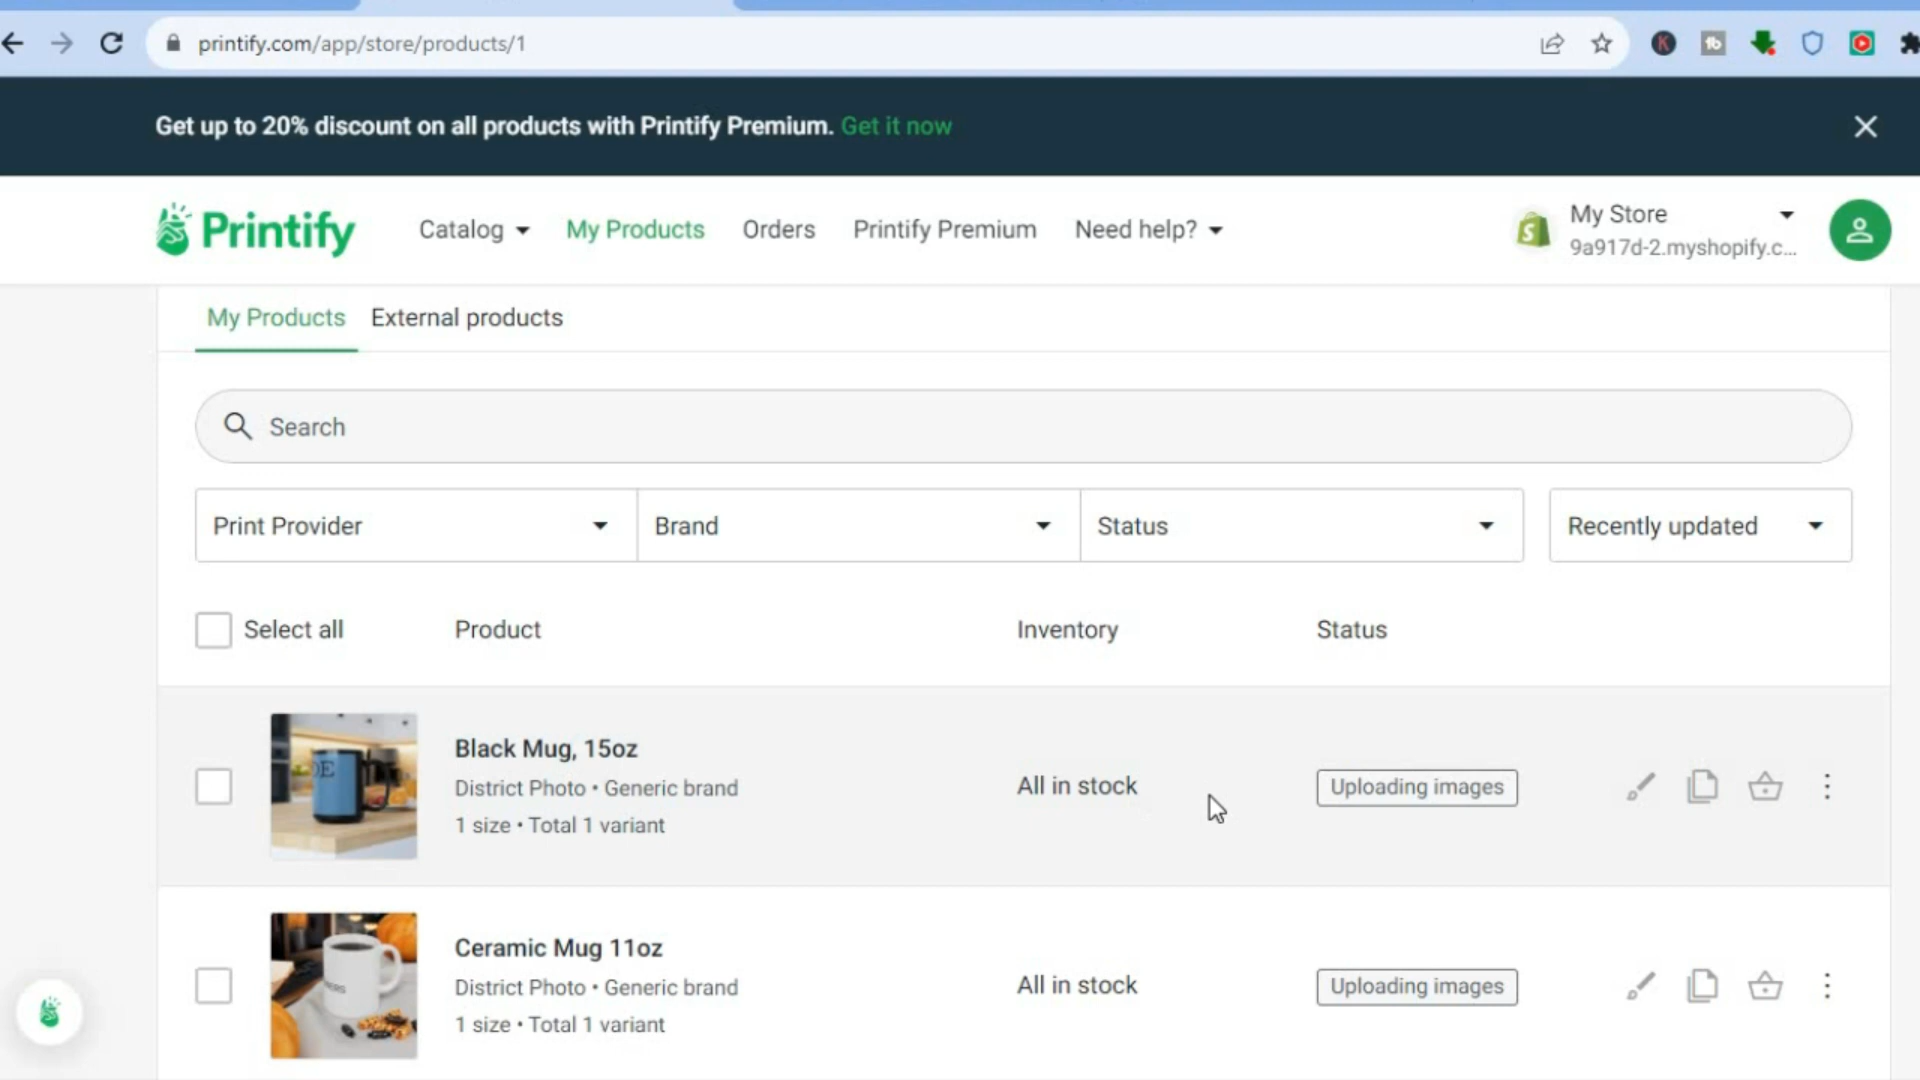 printify.com/app/store/products/1
Get up to 20% discount on all products with Printify Premium. Get it now
Printify
Catalog
My Products
Orders
Printify Premium
Need help?
My Store
9a917d-2.myshopify.c...
My Products
External products
Search
Print Provider
Brand
Status
Recently updated
Select all
Product
Inventory
Status
Black Mug, 15oz
District Photo • Generic brand
1 size • Total 1 variant
All in stock
Uploading images
Ceramic Mug 11oz
District Photo • Generic brand
1 size • Total 1 variant
All in stock
Uploading images